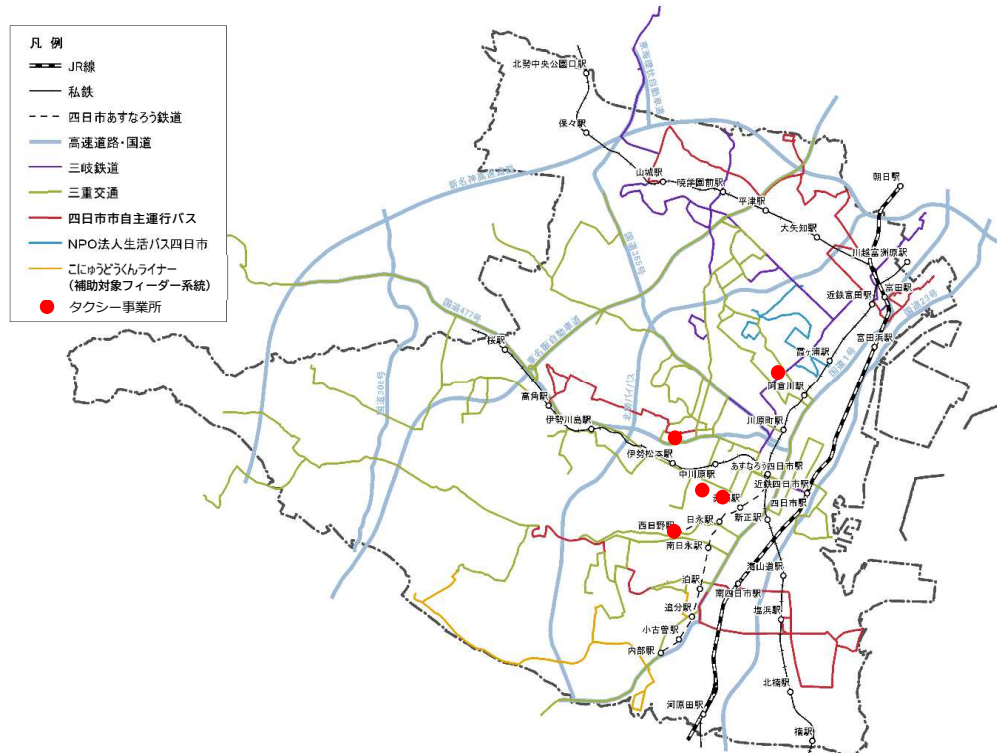 凡 例
JR線
私鉄
四日市あすなろう鉄道
高速道路・国道
三岐鉄道
三重交通
四日市市自主運行バス
NPO法人生活バス四日市
こにゅうどうくんライナー
(補助対象フィーダー系統)
タクシー事業所
北勢中央公園口駅
東海環状自動車道
保々駅
山城駅
暁学園前駅
平津駅
朝日駅
大矢知駅
川越富洲原駅
国道365号
近鉄富田駅
富田駅
国道23号
富田浜駅
国道477号
東名阪自動車道
桜駅
霞ヶ浦駅
国道1号
阿倉川駅
国道306号
高角駅
北勢バイパス
伊勢川島駅
川原町駅
伊勢松本駅
中川原駅
あすなろう四日市駅
近鉄四日市駅
四日市駅
西日野駅
日永駅
新正駅
南日永駅
海山道駅
泊駅
南四日市駅
追分駅
塩浜駅
小古曽駅
内部駅
北楠駅
河原田駅
楠駅